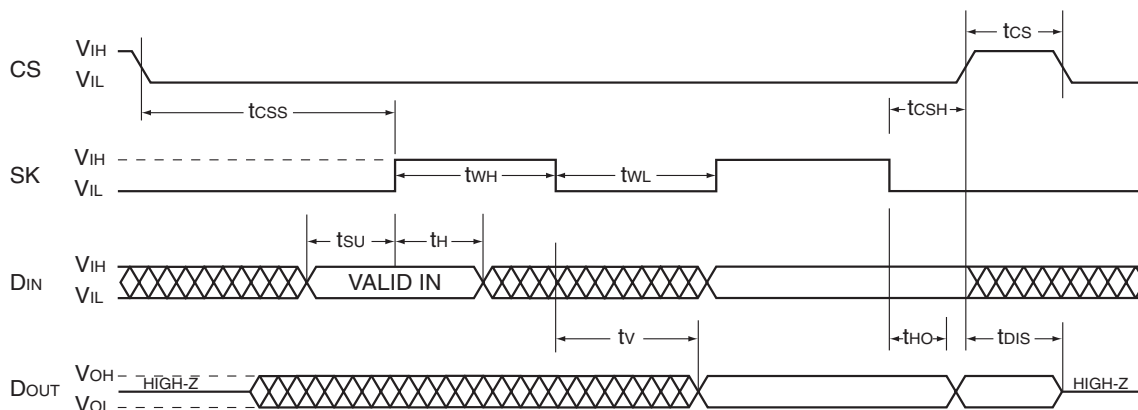 tCS
CS VIH
VIL
tCSS
tCSH
SK VIH
VIL
tWH
tWL
tSU
tH
DIN VIH
VIL
VALID IN
tV
tHO
tDIS
DOUT VOH
VOL
HIGH-Z
HIGH-Z